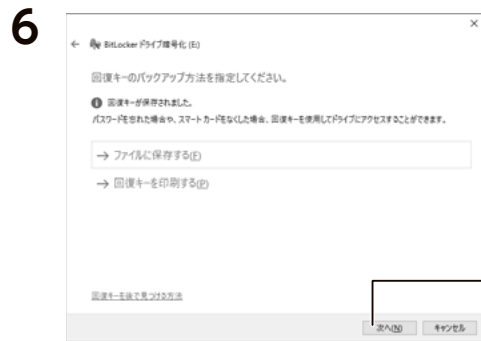 6
×
← BitLocker ドライブ暗号化 (E:)
回復キーのバックアップ方法を指定してください。
回復キーが保存されました。
パスワードを忘れた場合や、スマート カードをなくした場合、回復キーを使用してドライブにアクセスすることができます。
→ ファイルに保存する(E)
→ 回復キーを印刷する(P)
回復キーを後で見つける方法
次へ(N) キャンセル